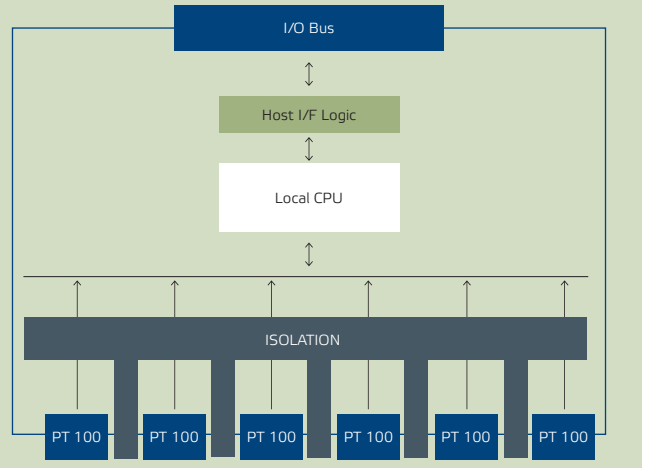 I/O Bus
Host I/F Logic
Local CPU
ISOLATION
PT 100 PT 100 PT 100 PT 100 PT 100 PT 100